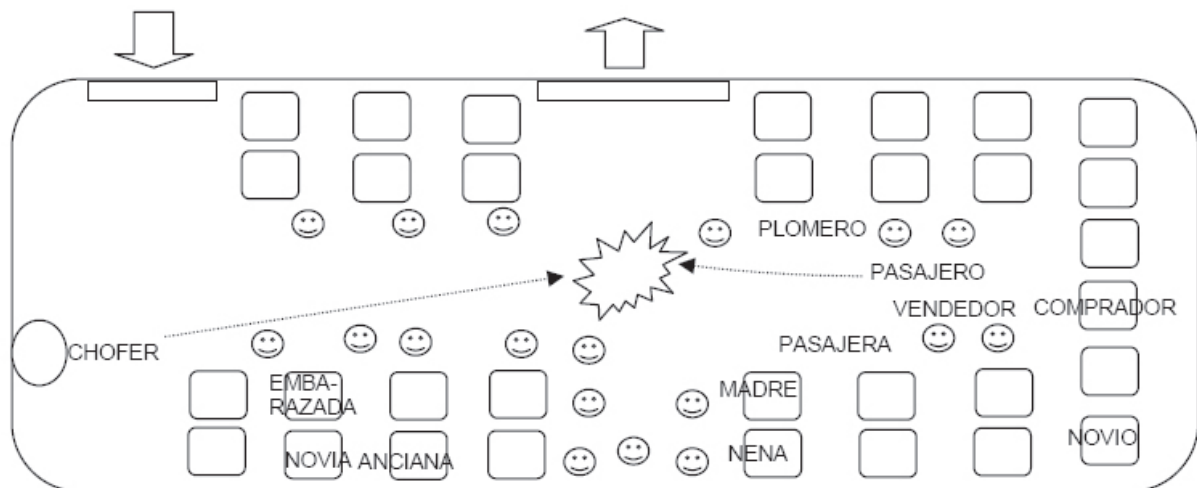 PLOMERO
PASAJERO
VENDEDOR
COMPRADOR
CHOFER
PASAJERA
EMBA-
RAZADA
MADRE
NOVIA
ANCIANA
NENA
NOVIO